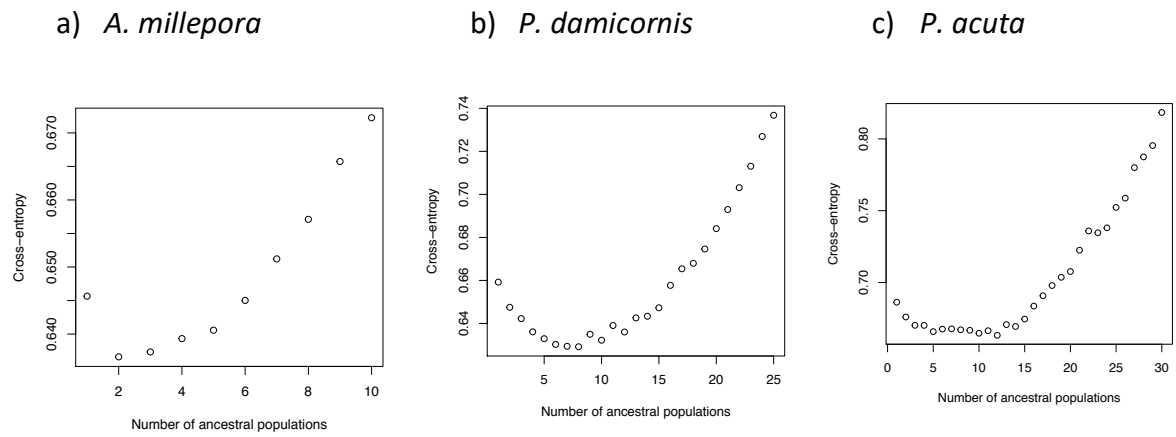 a) A. millepora
b) P. damicornis
c) P. acuta
0.670
0.660
0.650
0.640
Cross−entropy
2 4 6 8 10
Number of ancestral populations
0.74
0.72
0.70
0.68
0.66
0.64
Cross−entropy
5 10 15 20 25
Number of ancestral populations
0.80
0.75
0.70
Cross−entropy
0 5 10 15 20 25 30
Number of ancestral populations